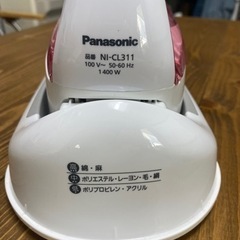 Panasonic
品番 NI-CL311
100 V~ 50-60 Hz
1400 W
高 綿・麻
中 ポリエステル・レーヨン・毛・絹
低 ポリプロピレン・アクリル